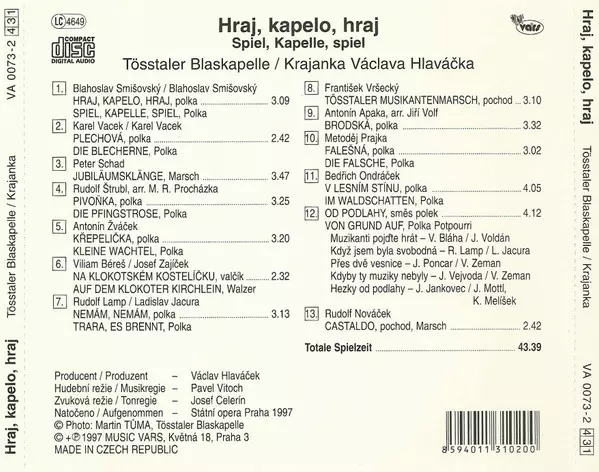 VA 0073-2 431
Tösstaler Blaskapelle / Krajanka
Hraj, kapelo, hraj
LC 4649
COMPACT
disc
DIGITAL AUDIO
Hraj, kapelo, hraj
Spiel, Kapelle, spiel
Tösstaler Blaskapelle / Krajanka Václava Hlaváčka
vars
1. Blahoslav Smišovský / Blahoslav Smišovský
HRAJ, KAPELO, HRAJ, polka 3.09
SPIEL, KAPELLE, SPIEL, Polka
2. Karel Vacek / Karel Vacek
PLECHOVÁ, polka 2.42
DIE BLECHERNE, Polka
3. Peter Schad
JUBILÄUMSKLÄNGE, Marsch 3.47
4. Rudolf Štrubl, arr. M. R. Procházka
PIVOŇKA, polka 3.25
DIE PFINGSTROSE, Polka
5. Antonín Žváček
KŘEPELIČKA, polka 3.20
KLEINE WACHTEL, Polka
6. Viliam Béreš / Josef Zajíček
NA KLOKOTSKÉM KOSTELÍČKU, valčík 2.32
AUF DEM KLOKOTER KIRCHLEIN, Walzer
7. Rudolf Lamp / Ladislav Jacura
NEMÁM, NEMÁM, polka 3.13
TRARA, ES BRENNT, Polka
8. František Vršecký
TÖSSTALER MUSIKANTENMARSCH, pochod 3.10
9. Antonín Apaka, arr. Jiří Volf
BRODSKÁ, polka 3.32
10. Metoděj Prajka
FALEŠNÁ, polka 3.02
DIE FALSCHE, Polka
11. Bedřich Ondráček
V LESNÍM STÍNU, polka 4.05
IM WALDSCHATTEN, Polka
12. OD PODLAHY, směs polek 4.12
VON GRUND AUF, Polka Potpourri
Muzikanti pojďte hrát – V. Bláha / J. Voldán
Když jsem byla svobodná – R. Lamp / L. Jacura
Přes dvě vesnice – J. Poncar / V. Zeman
Kdyby ty muziky nebyly – J. Vejvoda / V. Zeman
Hezky od podlahy – J. Jankovec / J. Mottl,
K. Melíšek
13. Rudolf Nováček
CASTALDO, pochod, Marsch 2.42
Totale Spielzeit 43.39
Producent / Produzent – Václav Hlaváček
Hudební režie / Musikregie – Pavel Vitoch
Zvuková režie / Tonregie – Josef Celerín
Natočeno / Aufgenommen – Státní opera Praha 1997
© Photo: Martin TŮMA, Tösstaler Blaskapelle
© + ℗ 1997 MUSIC VARS, Květná 18, Praha 3
MADE IN CZECH REPUBLIC
8 594011 310200
Hraj, kapelo, hraj
Tösstaler Blaskapelle / Krajanka
VA 0073-2 431